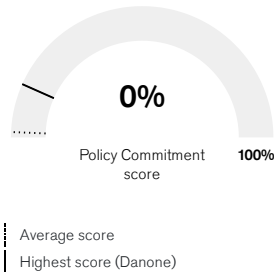 0%
Policy Commitment
score
100%
Average score
Highest score (Danone)